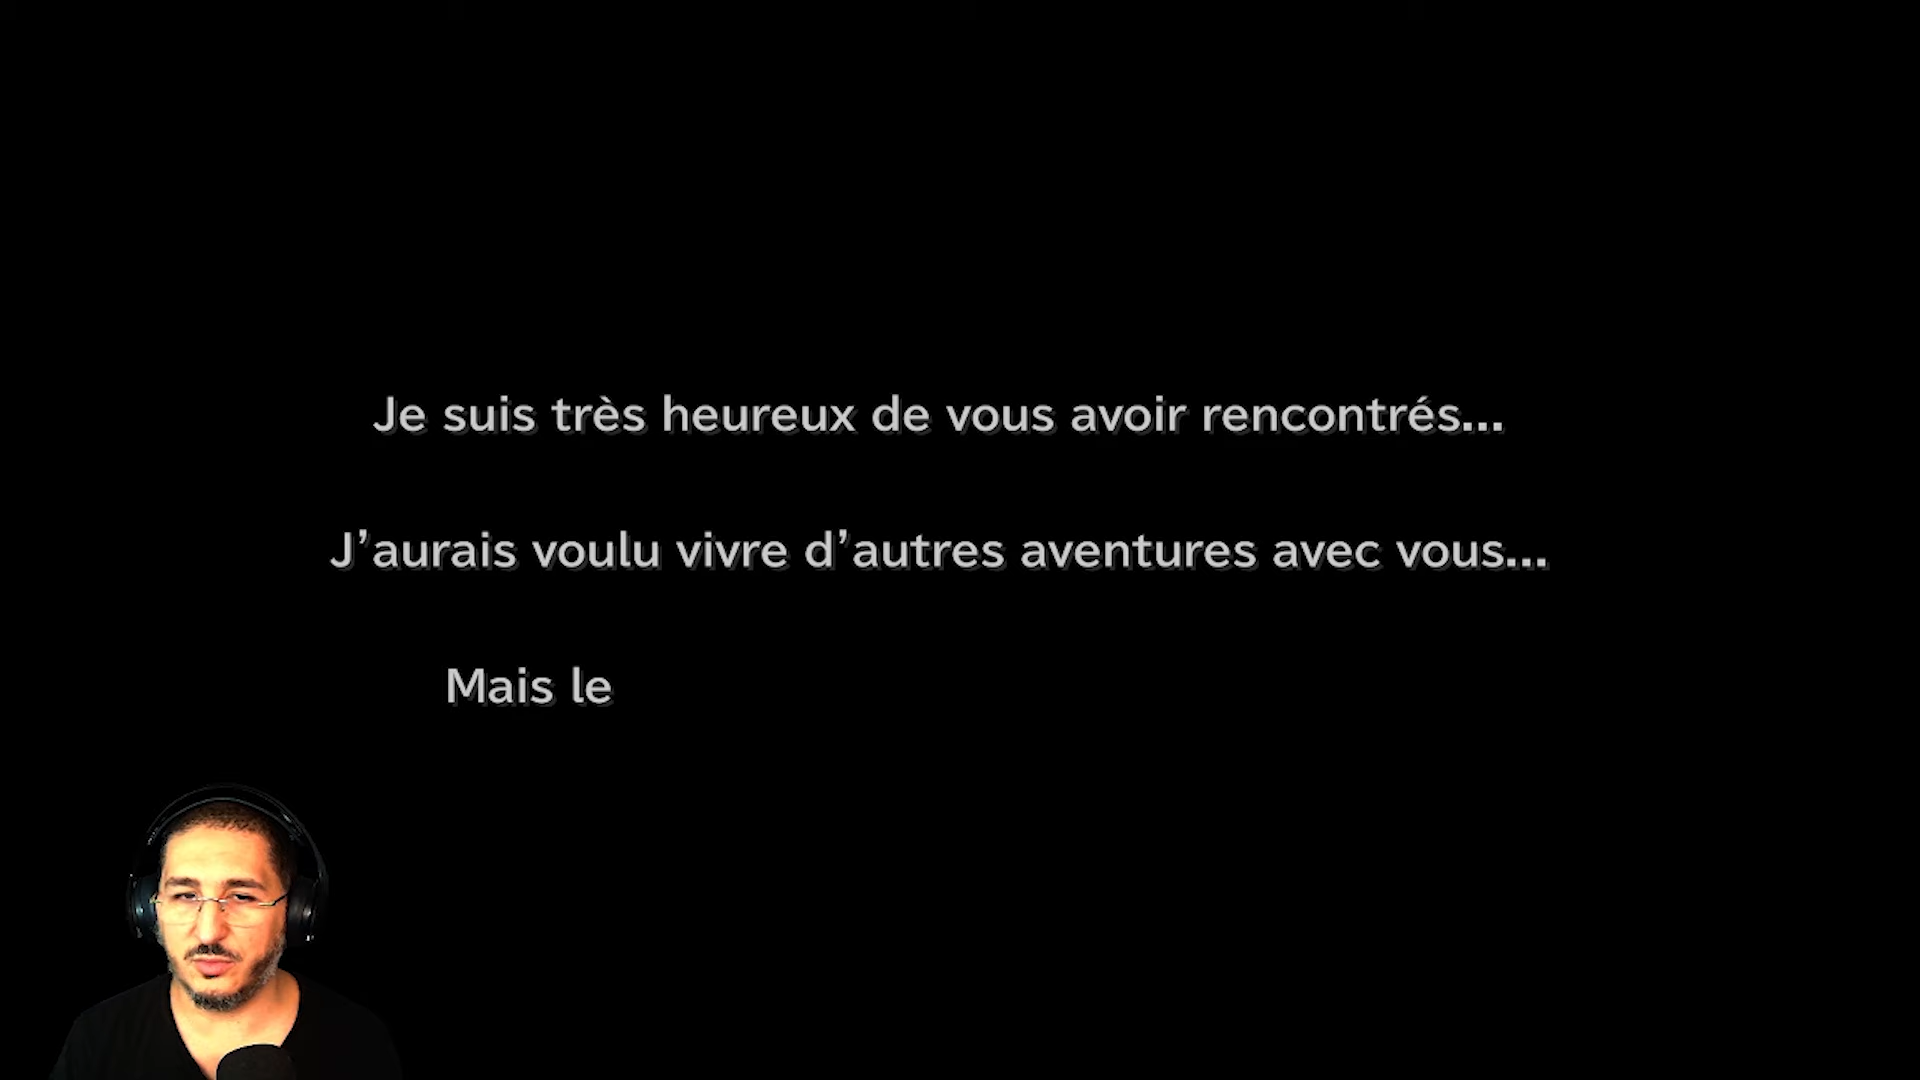 Je suis très heureux de vous avoir rencontrés...
J’aurais voulu vivre d’autres aventures avec vous...
Mais le